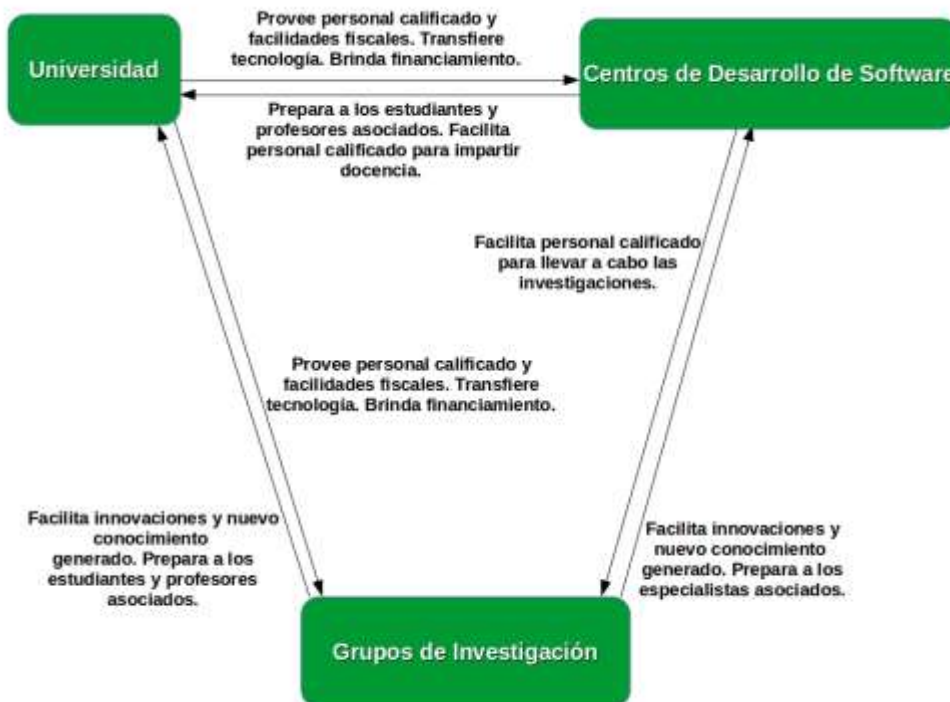 Provee personal calificado y
facilidades fiscales. Transfiere
tecnología. Brinda financiamiento.
Universidad
Centros de Desarrollo de Software
Prepara a los estudiantes y
profesores asociados. Facilita
personal calificado para impartir
docencia.
Facilita personal calificado
para llevar a cabo las
investigaciones.
Provee personal calificado y
facilidades fiscales. Transfiere
tecnología. Brinda financiamiento.
Facilita innovaciones y nuevo
conocimiento
generado. Prepara a los
estudiantes y profesores
asociados.
Facilita innovaciones y
nuevo conocimiento
generado. Prepara a los
especialistas asociados.
Grupos de Investigación